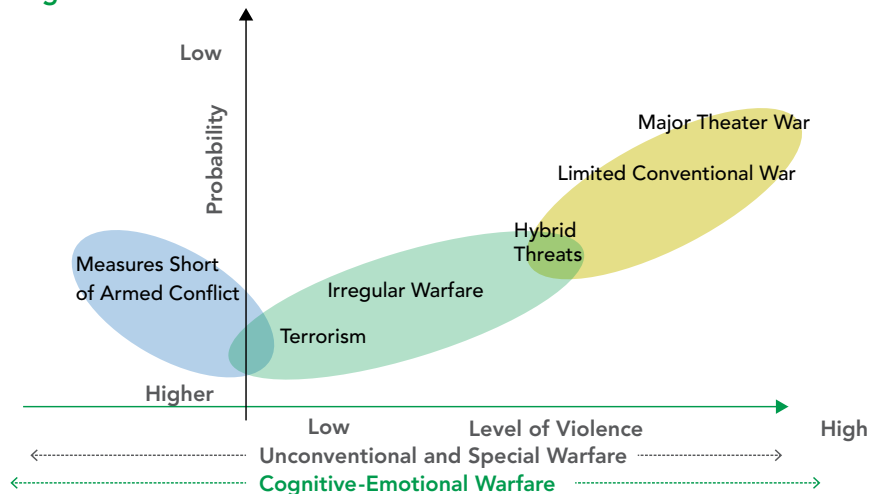 Low
Probability
Major Theater War
Limited Conventional War
Hybrid
Threats
Measures Short
of Armed Conflict
Irregular Warfare
Terrorism
Higher
Low
Level of Violence
High
Unconventional and Special Warfare
Cognitive-Emotional Warfare